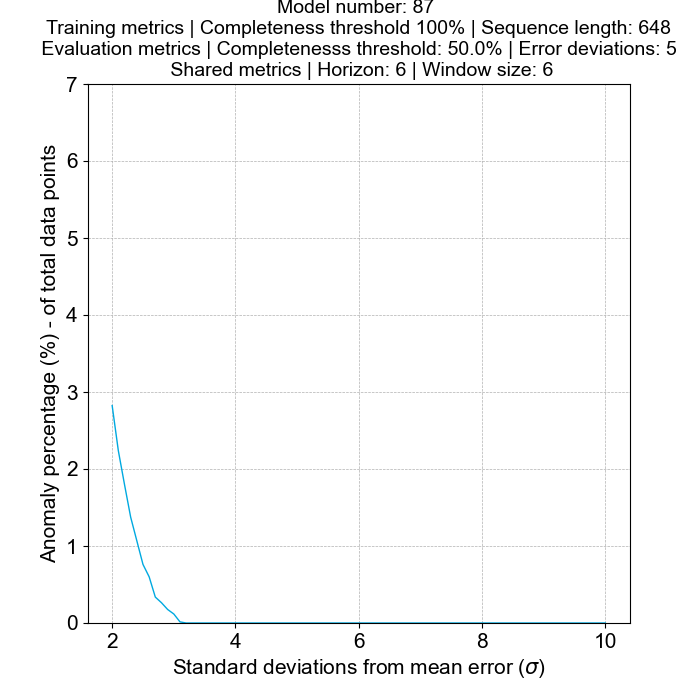 Model number: 87
Training metrics | Completeness threshold 100% | Sequence length: 648
Evaluation metrics | Completenesss threshold: 50.0% | Error deviations: 5
Shared metrics | Horizon: 6 | Window size: 6
Anomaly percentage (%) - of total data points
7
6
5
4
3
2
1
0
2 4 6 8 10
Standard deviations from mean error (σ)